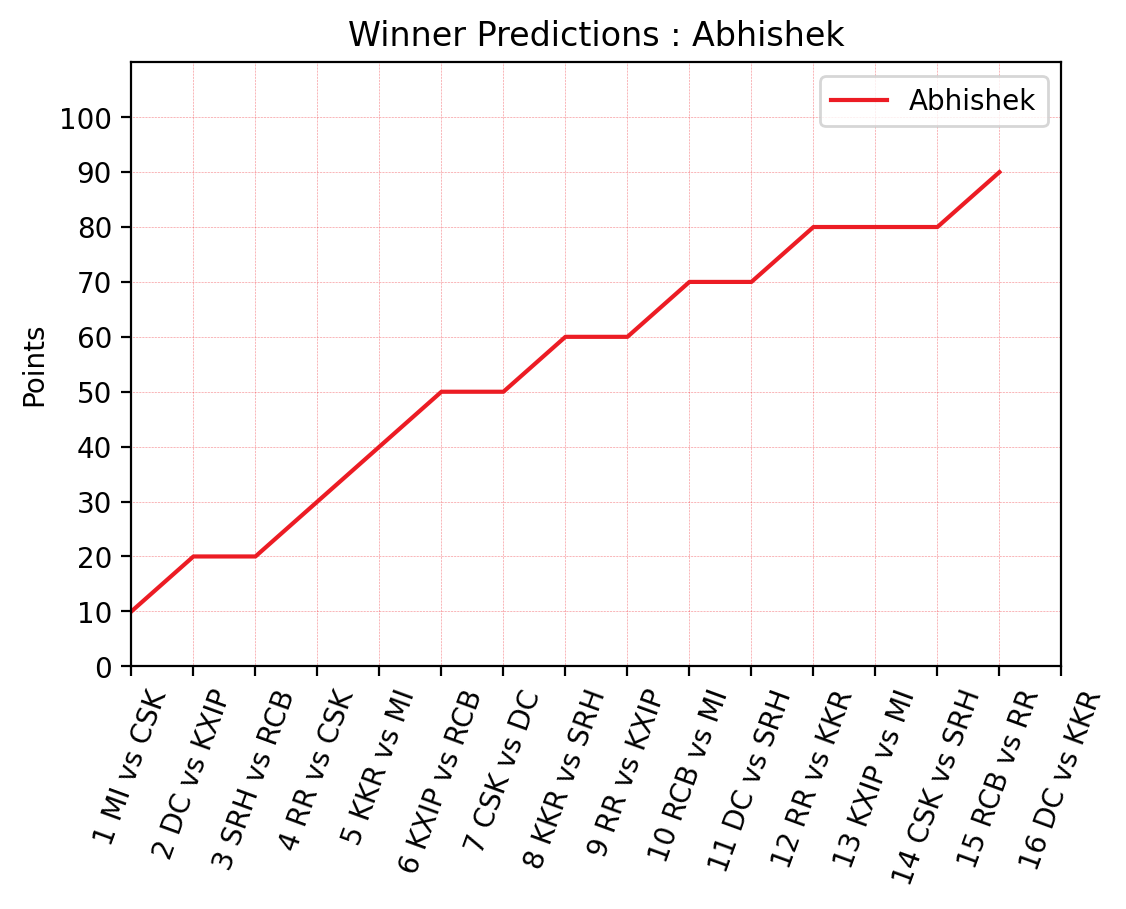 Winner Predictions : Abhishek
Abhishek
100
90
80
70
60
50
40
30
20
10
0
Points
1 MI vs CSK
2 DC vs KXIP
3 SRH vs RCB
4 RR vs CSK
5 KKR vs MI
6 KXIP vs RCB
7 CSK vs DC
8 KKR vs SRH
9 RR vs KXIP
10 RCB vs MI
11 DC vs SRH
12 RR vs KKR
13 KXIP vs MI
14 CSK vs SRH
15 RCB vs RR
16 DC vs KKR